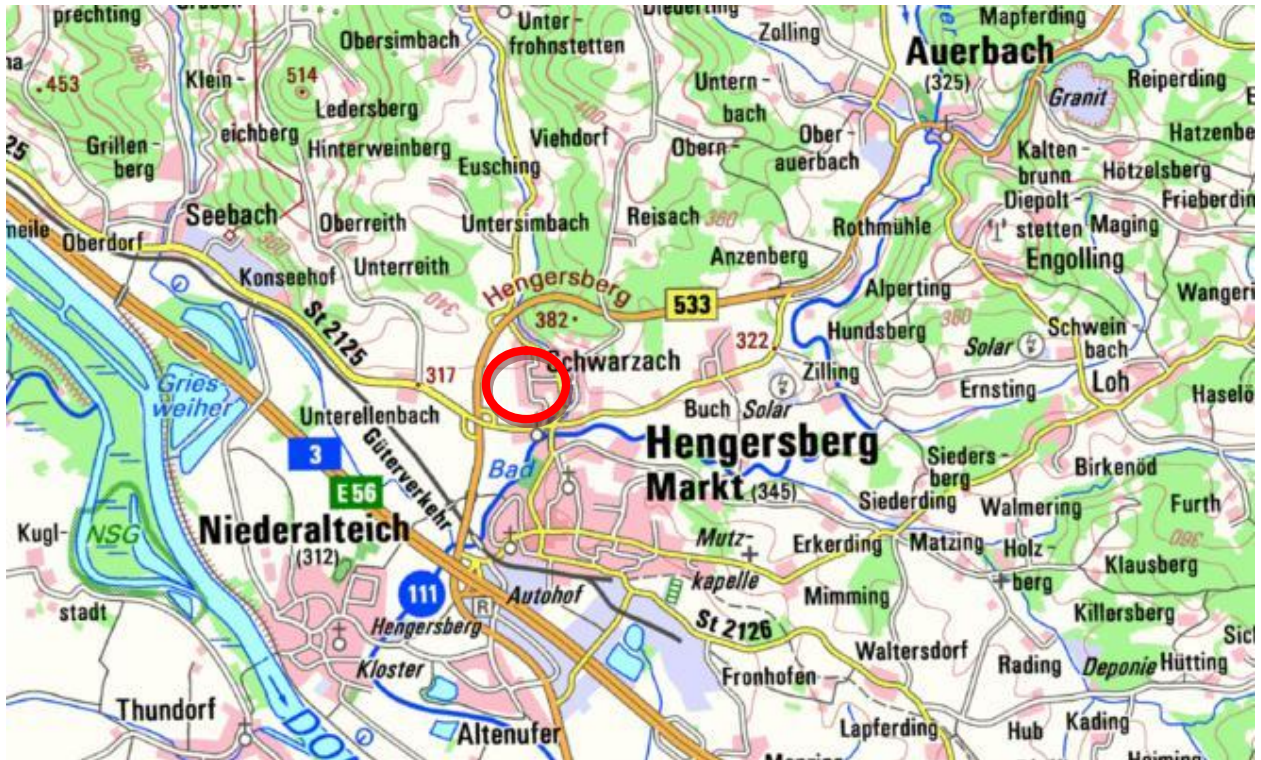 prechting
Obersimbach
Unter-
frohnstetten
Zolling
Mapferding
Auerbach
(325)
Reiperding
453
Klein-
eichberg
514
Ledersberg
Untern-
bach
Granit
Grillen-
berg
Hinterweinberg
Viehdorf
Eusching
400
Obern-
Ober-
auerbach
Kalten-
brunn
Hötzelsberg
Hatzenbe
25
Seebach
Oberreith
Untersimbach
Reisach
360
Rothmühle
Diepolt-
stetten
Maging
Frieberdin
meile
Oberdorf
Konseehof
Unterreith
340
Anzenberg
Engolling
Hengersberg
382
533
Alperting
Wangeri
St 2125
317
Schwarzach
322
Hundsberg
360
Solar
Schwein-
bach
Gries-
weiher
Unterellenbach
Zilling
Buch
Solar
Ernsting
Loh
Haselö
3
E 56
Güterverkehr
Bad
Hengersberg
Markt
(345)
Sieders-
berg
Birkenöd
Siederding
Walmering
Furth
Kugl-
stadt
NSG
Niederalteich
(312)
Mutz-
kapelle
Erkerding
Matzing
Holz-
berg
360
Klausberg
111
R
Autohof
Mimming
Killersberg
Hengersberg
Kloster
St 2126
Waltersdorf
Rading
Deponie
Hütting
Fronhofen
Thundorf
Altenufer
Lapferding
Hub
Kading